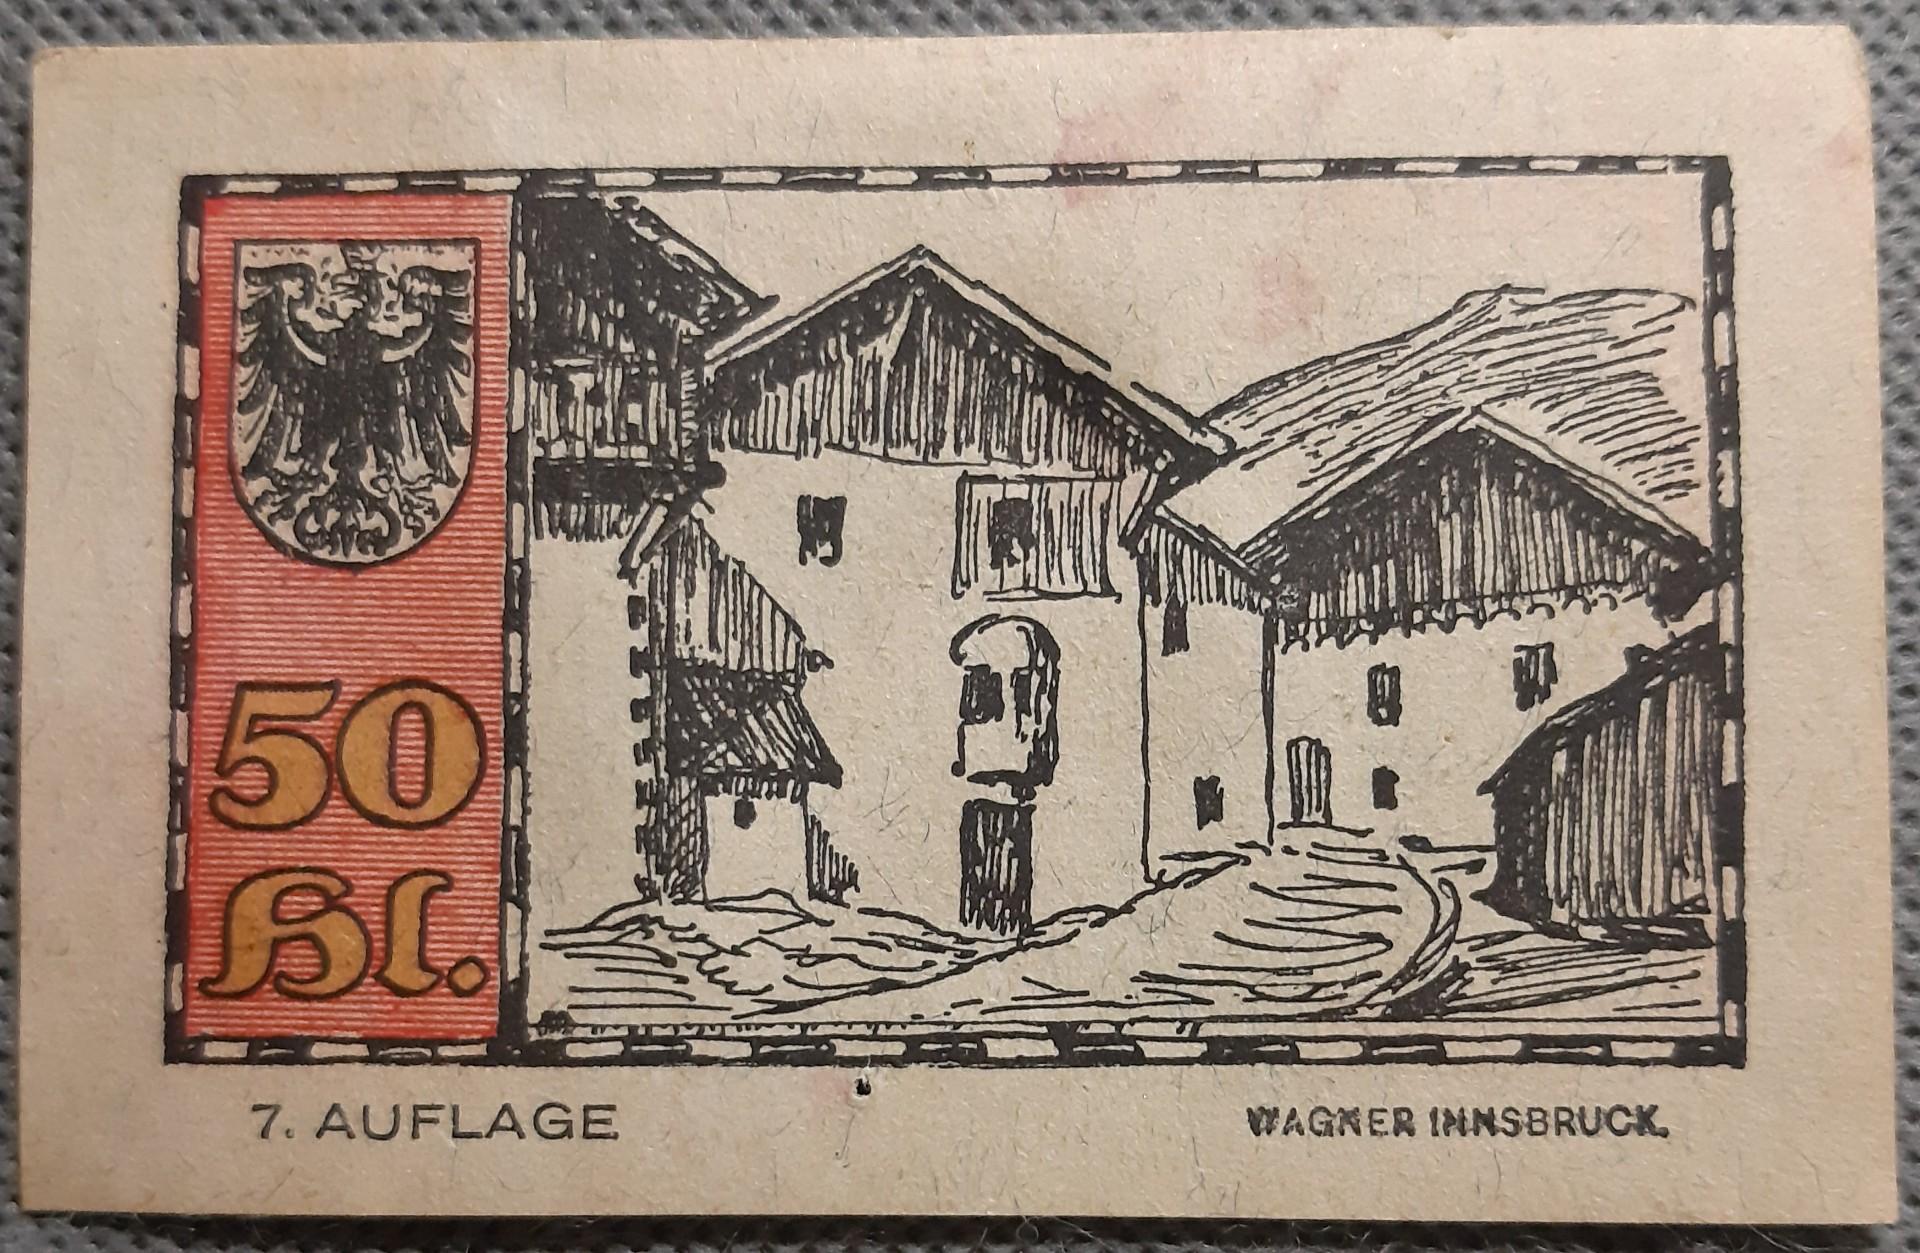 50
Hl.
7. AUFLAGE
WAGNER INNSBRUCK.